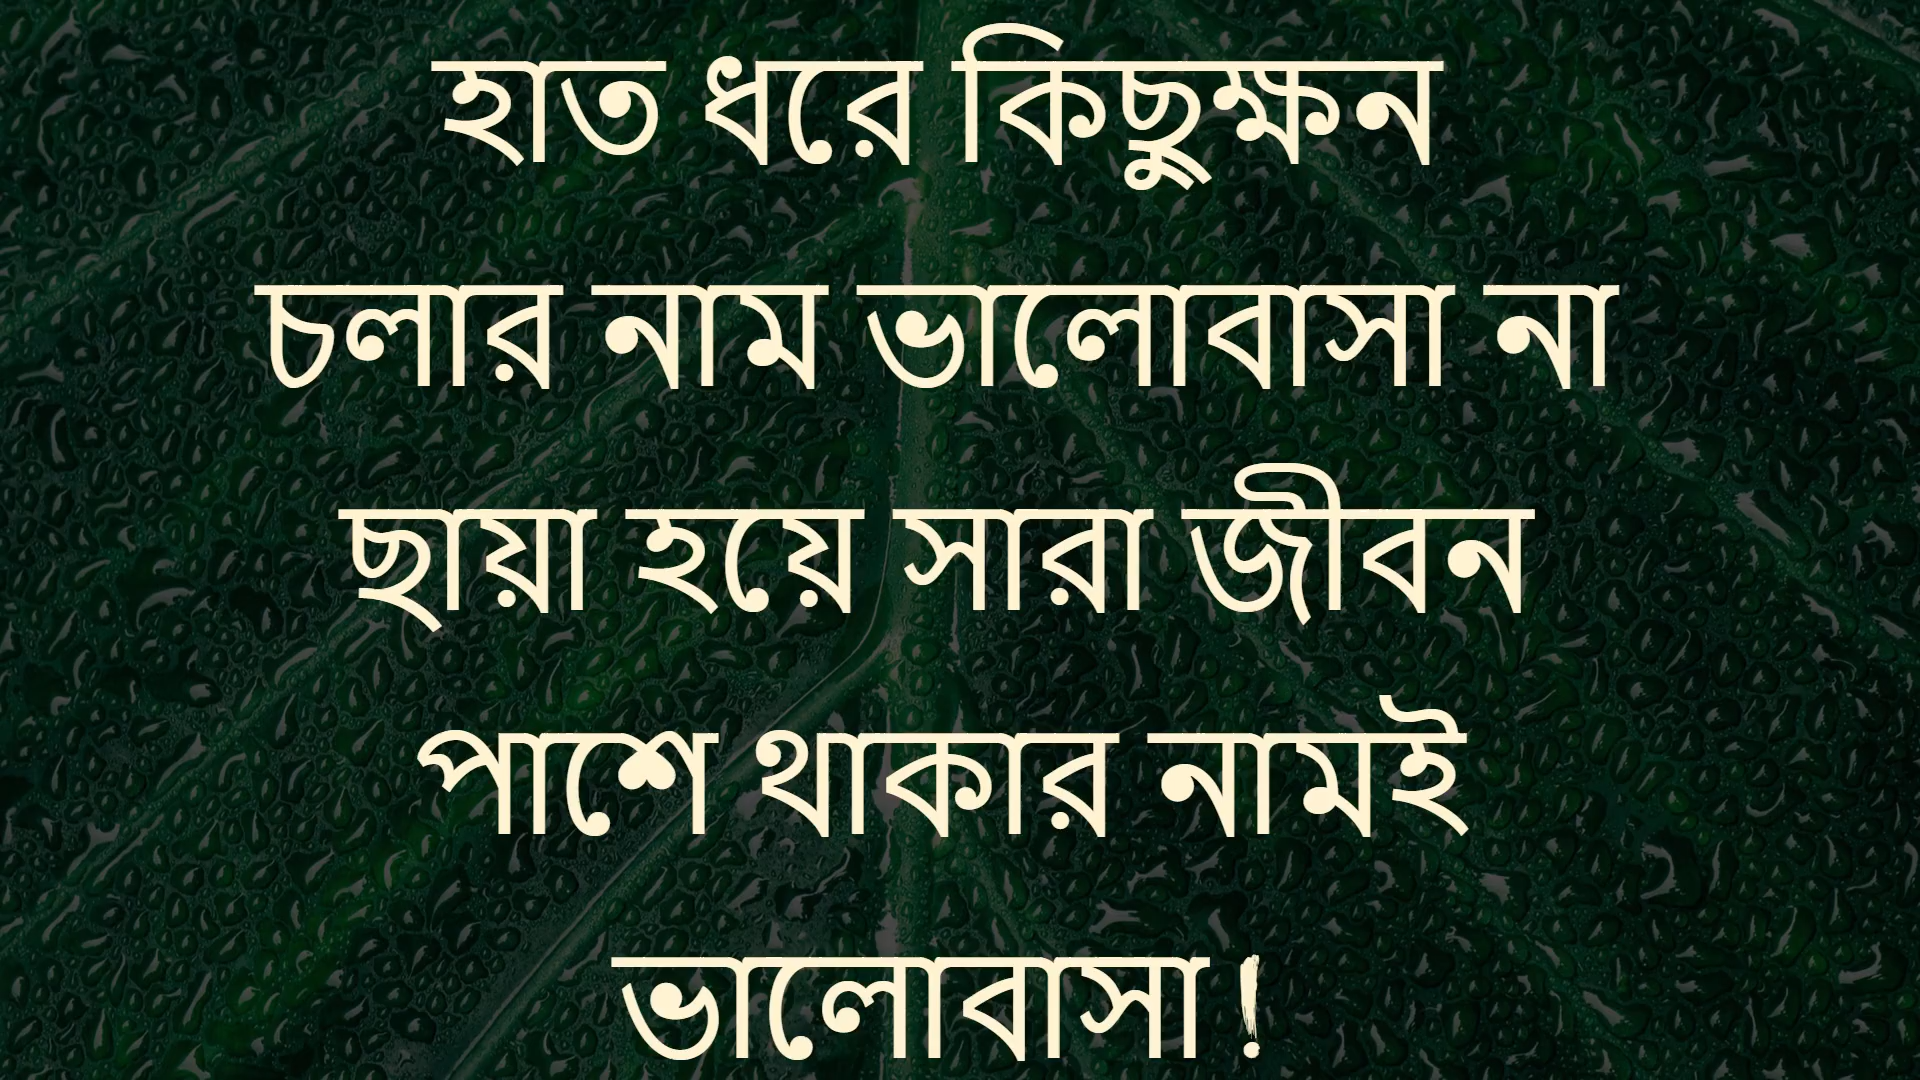 হাত ধরে কিছুক্ষন
চলার নাম ভালোবাসা না
ছায়া হয়ে সারা জীবন
পাশে থাকার নামই
ভালোবাসা !